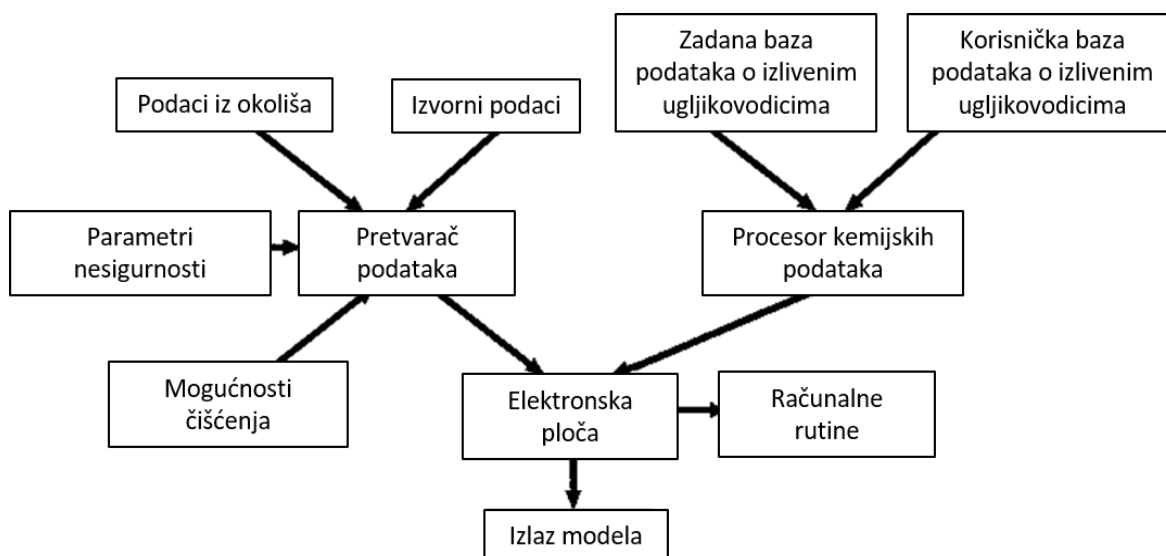 Zadana baza
podataka o izlivenim
ugljikovodicima
Korisnička baza
podataka o izlivenim
ugljikovodicima
Podaci iz okoliša
Izvorni podaci
Parametri
nesigurnosti
Pretvarač
podataka
Procesor kemijskih
podataka
Mogućnosti
čišćenja
Elektronska
ploča
Računalne
rutine
Izlaz modela